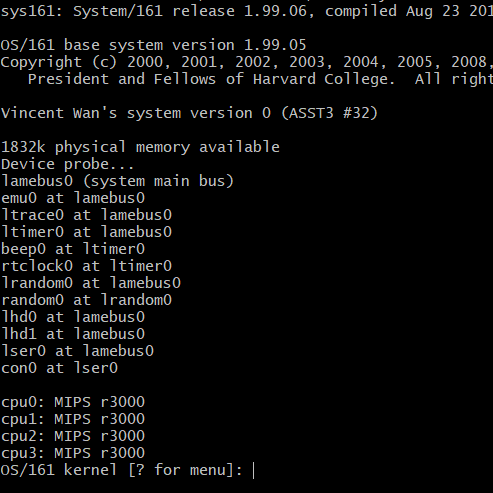 sys161: System/161 release 1.99.06, compiled Aug 23 201
OS/161 base system version 1.99.05
Copyright (c) 2000, 2001, 2002, 2003, 2004, 2005, 2008,
President and Fellows of Harvard College. All right
Vincent Wan's system version 0 (ASST3 #32)
1832k physical memory available
Device probe...
lamebus0 (system main bus)
emu0 at lamebus0
ltrace0 at lamebus0
ltimer0 at lamebus0
beep0 at ltimer0
rtclock0 at ltimer0
lrandom0 at lamebus0
random0 at lrandom0
lhd0 at lamebus0
lhd1 at lamebus0
lser0 at lamebus0
con0 at lser0
cpu0: MIPS r3000
cpu1: MIPS r3000
cpu2: MIPS r3000
cpu3: MIPS r3000
OS/161 kernel [? for menu]: